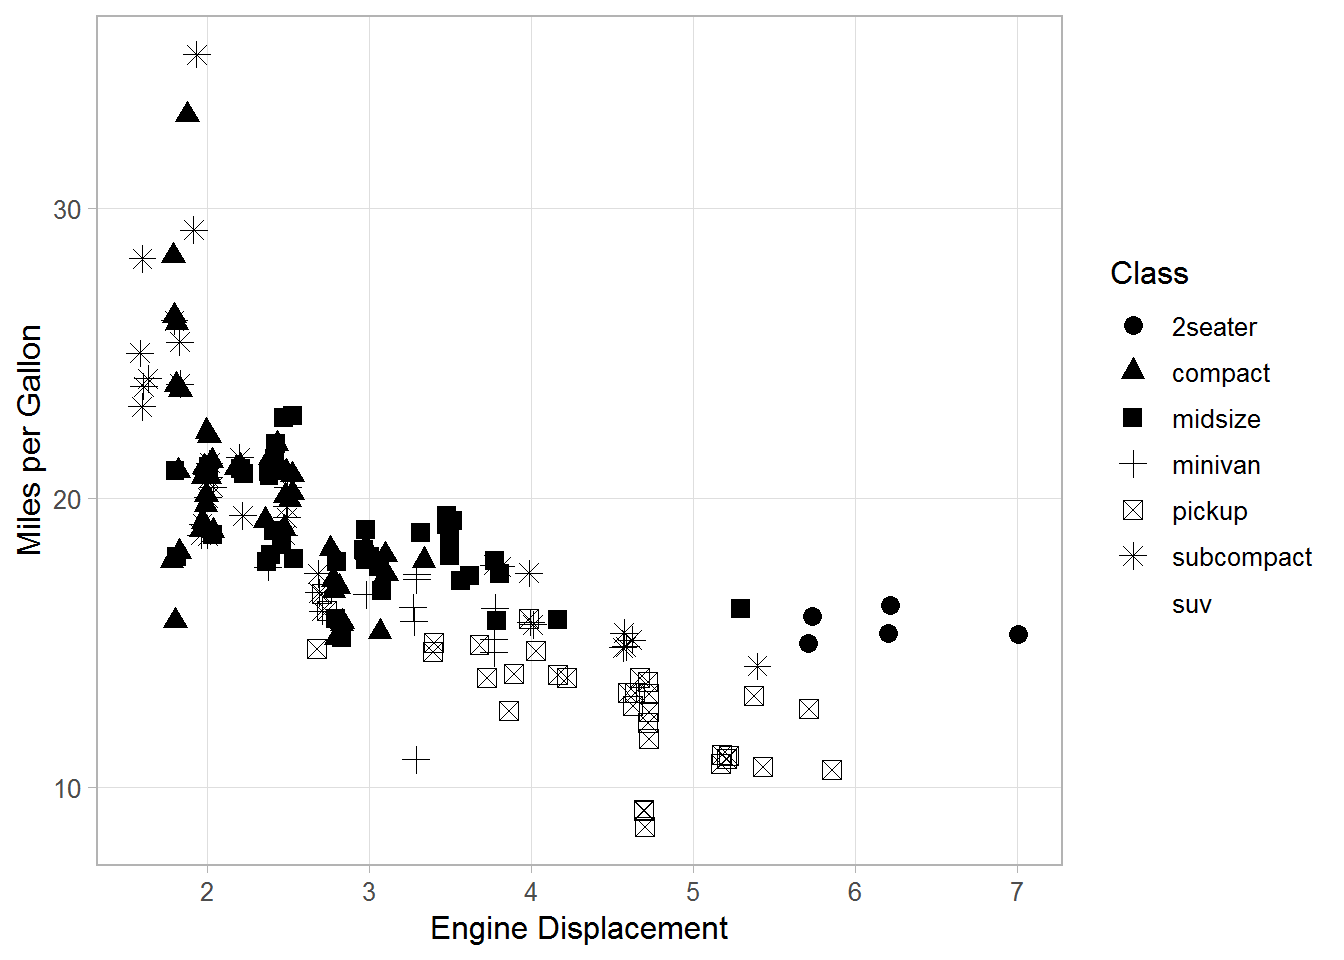 30
20
10
Miles per Gallon
2 3 4 5 6 7
Engine Displacement
Class
2seater
compact
midsize
minivan
pickup
subcompact
suv